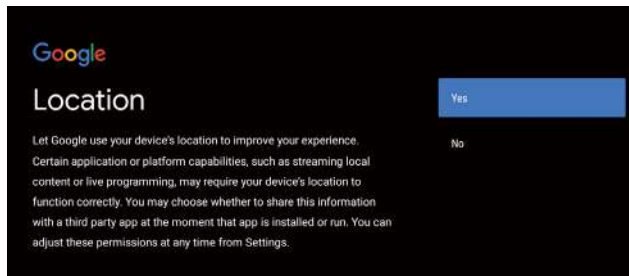 Google
Location
Let Google use your device's location to improve your experience.
Certain application or platform capabilities, such as streaming local
content or live programming, may require your device's location to
function correctly. You may choose whether to share this information
with a third party app at the moment that app is installed or run. You can
adjust these permissions at any time from Settings.
Yes
No